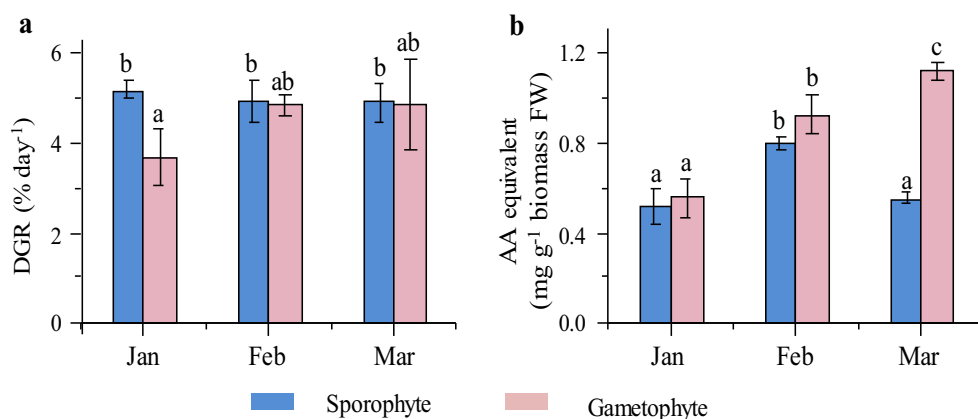 a
b
6
4
2
0
DGR (% day⁻¹)
b
a
b
ab
b
ab
Jan Feb Mar
1.2
0.8
0.4
0.0
AA equivalent
(mg g⁻¹ biomass FW)
a
a
b
b
a
c
Jan Feb Mar
Sporophyte Gametophyte